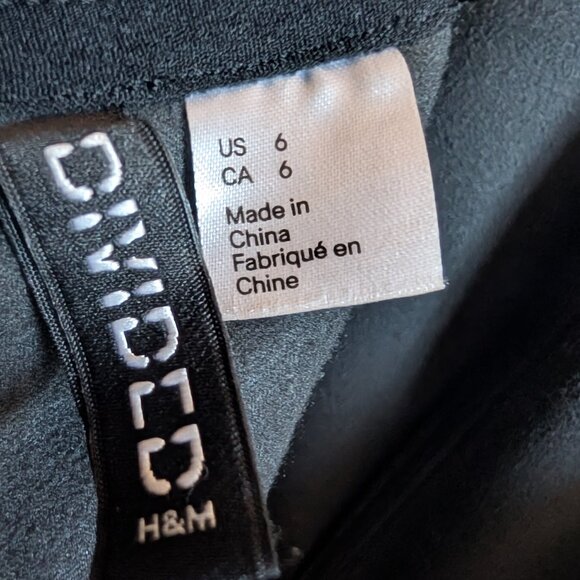 DIVIDED
H&M
US 6
CA 6
Made in
China
Fabriqué en
Chine